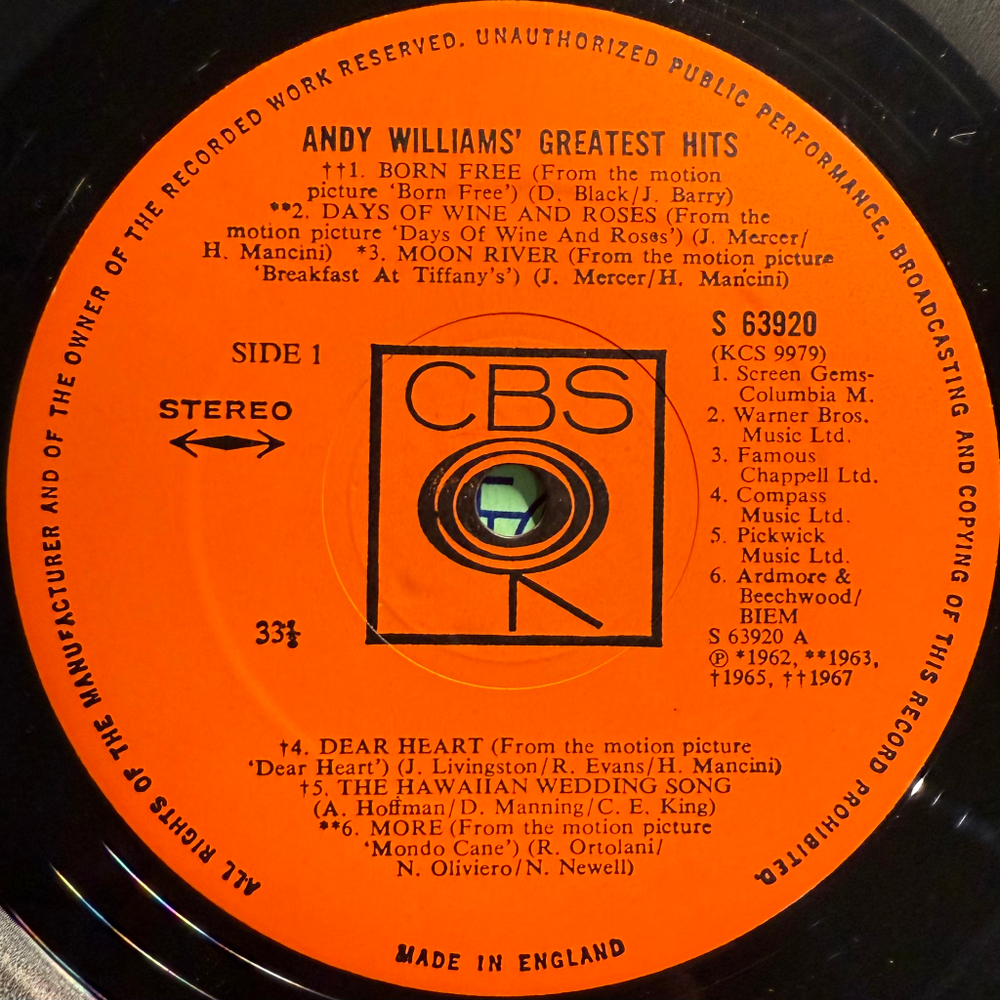 ALL RIGHTS OF THE MANUFACTURER AND OF THE OWNER OF THE RECORDED WORK RESERVED. UNAUTHORIZED PUBLIC PERFORMANCE, BROADCASTING AND COPYING OF THIS RECORD PROHIBITED.
ANDY WILLIAMS' GREATEST HITS
††1. BORN FREE (From the motion
picture ‘Born Free’) (D. Black/J. Barry)
**2. DAYS OF WINE AND ROSES (From the
motion picture ‘Days Of Wine And Roses’) (J. Mercer/
H. Mancini) *3. MOON RIVER (From the motion picture
‘Breakfast At Tiffany's’) (J. Mercer/H. Mancini)
SIDE 1
STEREO
33⅓
CBS
S 63920
(KCS 9979)
1. Screen Gems-
Columbia M.
2. Warner Bros.
Music Ltd.
3. Famous
Chappell Ltd.
4. Compass
Music Ltd.
5. Pickwick
Music Ltd.
6. Ardmore &
Beechwood/
BIEM
S 63920 A
℗ *1962, **1963,
†1965, ††1967
†4. DEAR HEART (From the motion picture
‘Dear Heart’) (J. Livingston/R. Evans/H. Mancini)
†5. THE HAWAIIAN WEDDING SONG
(A. Hoffman/D. Manning/C. E. King)
**6. MORE (From the motion picture
‘Mondo Cane’) (R. Ortolani/
N. Oliviero/N. Newell)
MADE IN ENGLAND